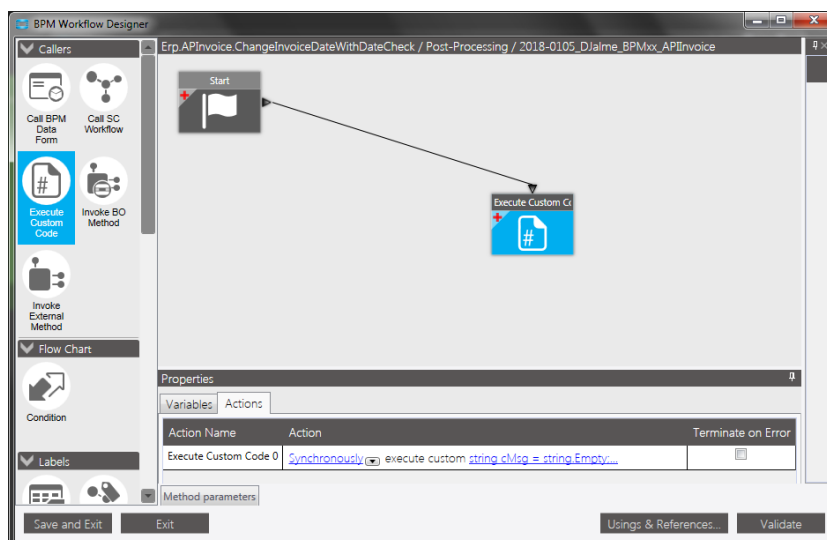 BPM Workflow Designer
Callers
Call BPM
Data
Form
Call SC
Workflow
Execute
Custom
Code
Invoke BO
Method
Invoke
External
Method
Flow Chart
Condition
Labels
Erp.APInvoice.ChangeInvoiceDateWithDateCheck / Post-Processing / 2018-0105_DJalme_BPMxx_APIInvoice
Start
Execute Custom Cc
Properties
Variables
Actions
Action Name Action Terminate on Error
Execute Custom Code 0 Synchronously execute custom string cMsg = string.Empty;...
Method parameters
Save and Exit
Exit
Usings & References...
Validate